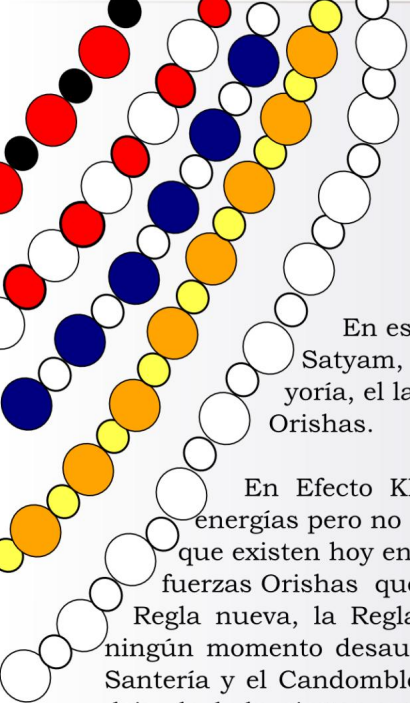 En es
Satyam,
yoría, el la
Orishas.
En Efecto Kl
energías pero no
que existen hoy en
fuerzas Orishas que
Regla nueva, la Regla
ningún momento desau
Santería y el Candomble